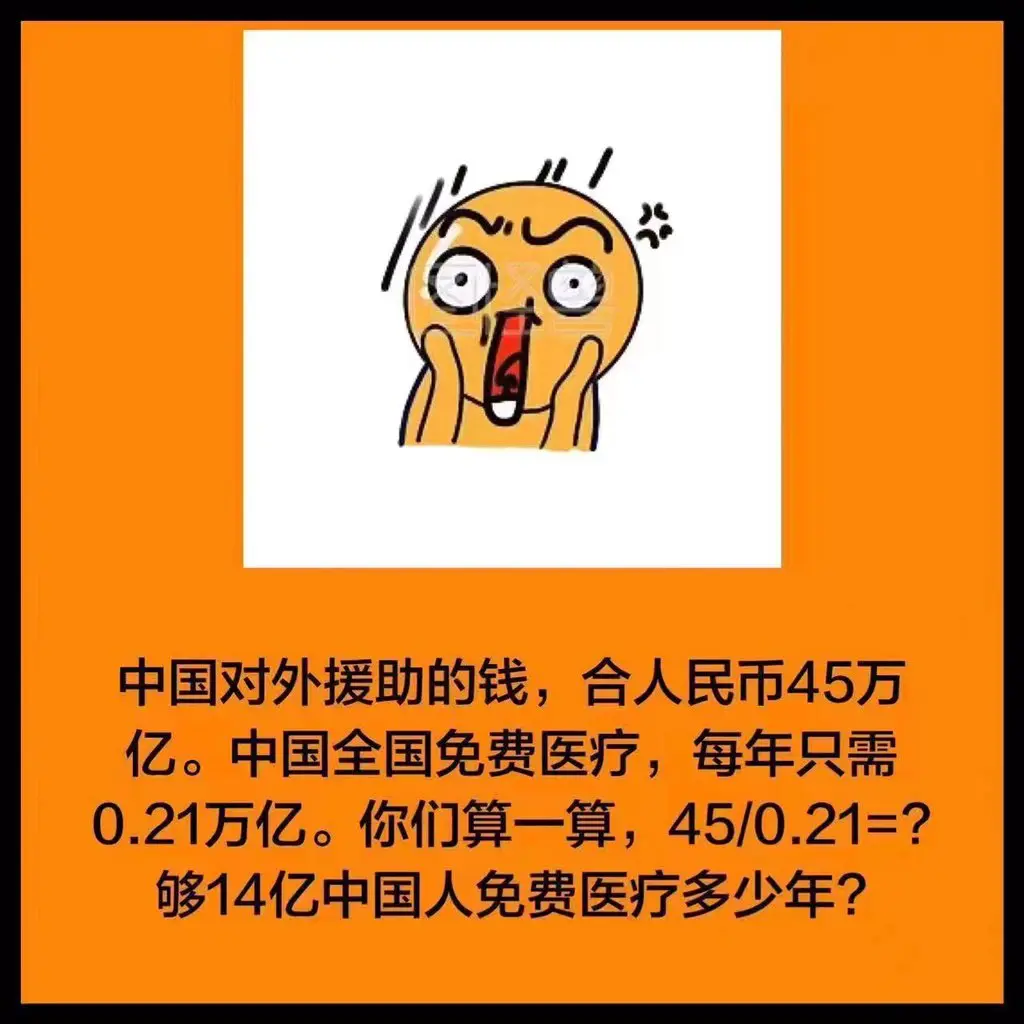 中国对外援助的钱，合人民币45万
亿。中国全国免费医疗，每年只需
0.21万亿。你们算一算，45/0.21=？
够14亿中国人免费医疗多少年？